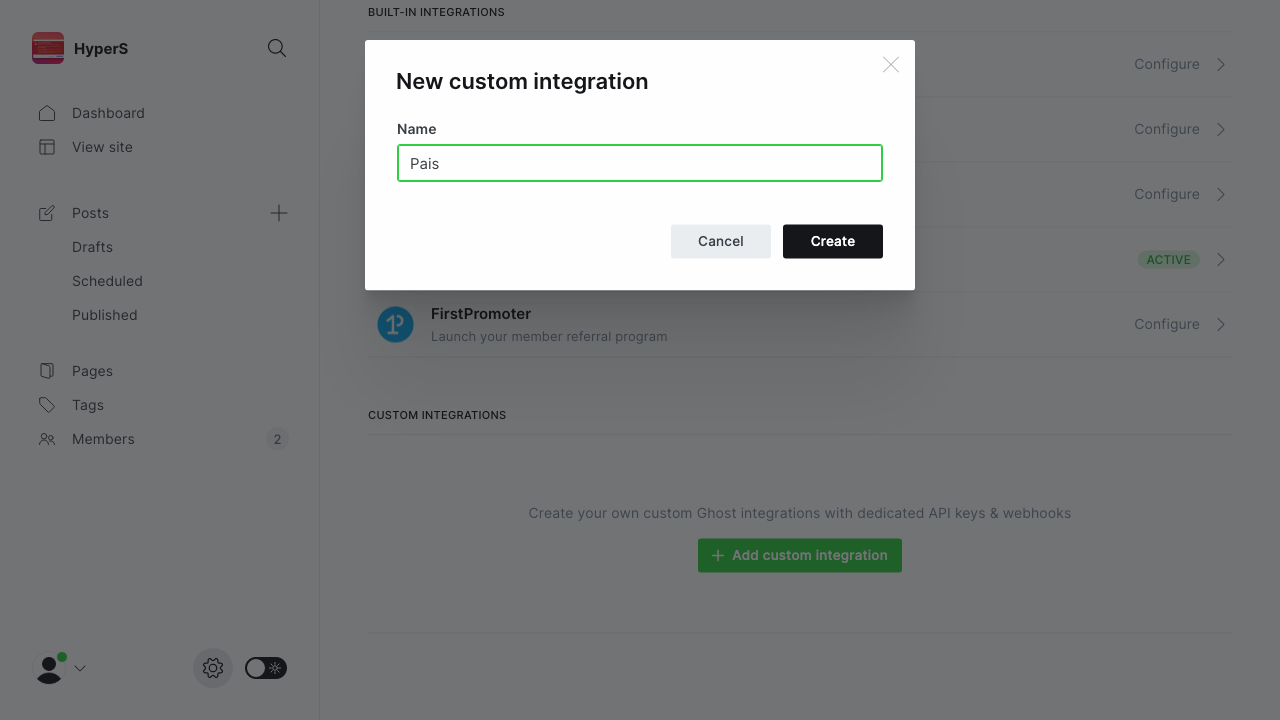 HyperS
Dashboard
View site
Posts
Drafts
Scheduled
Published
Pages
Tags
Members 2
BUILT-IN INTEGRATIONS
New custom integration
Name
Pais
Cancel Create
Configure
Configure
Configure
ACTIVE
FirstPromoter
Launch your member referral program
Configure
CUSTOM INTEGRATIONS
Create your own custom Ghost integrations with dedicated API keys & webhooks
Add custom integration